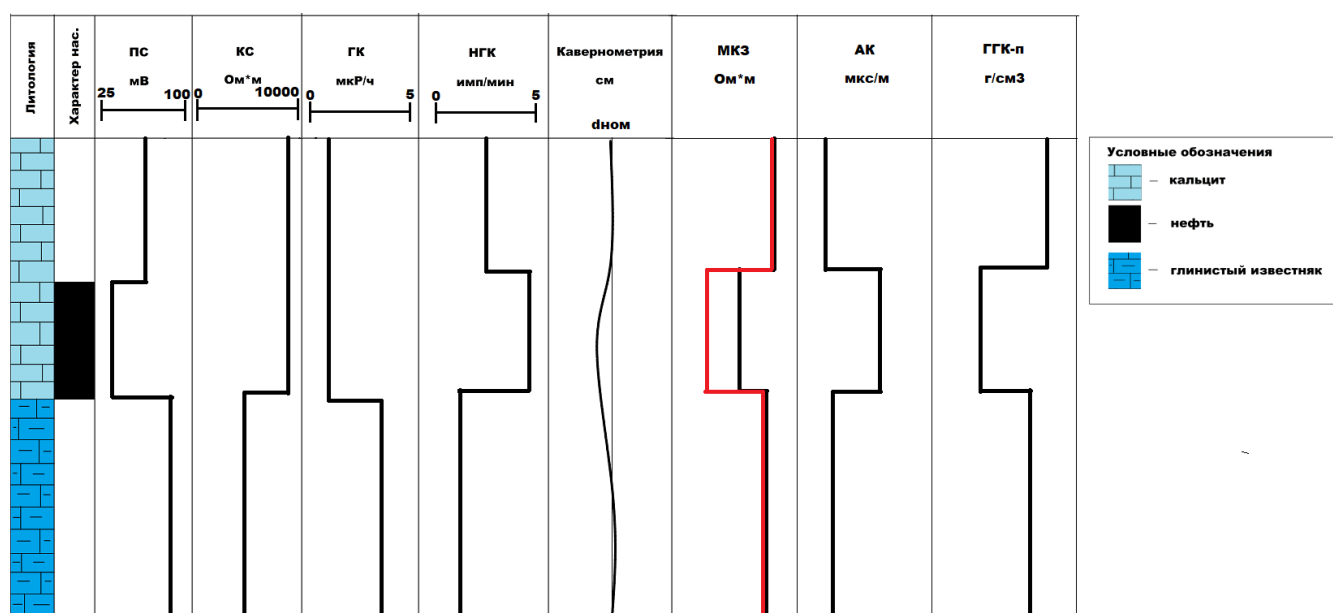 Литология
Характер нас.
ПС
мВ
25 100
КС
Ом*м
0 10000
ГК
мкР/ч
0 5
НГК
имп/мин
0 5
Кавернометрия
см
dном
МКЗ
Ом*м
АК
мкс/м
ГГК-п
г/см3
Условные обозначения
– кальцит
– нефть
– глинистый известняк